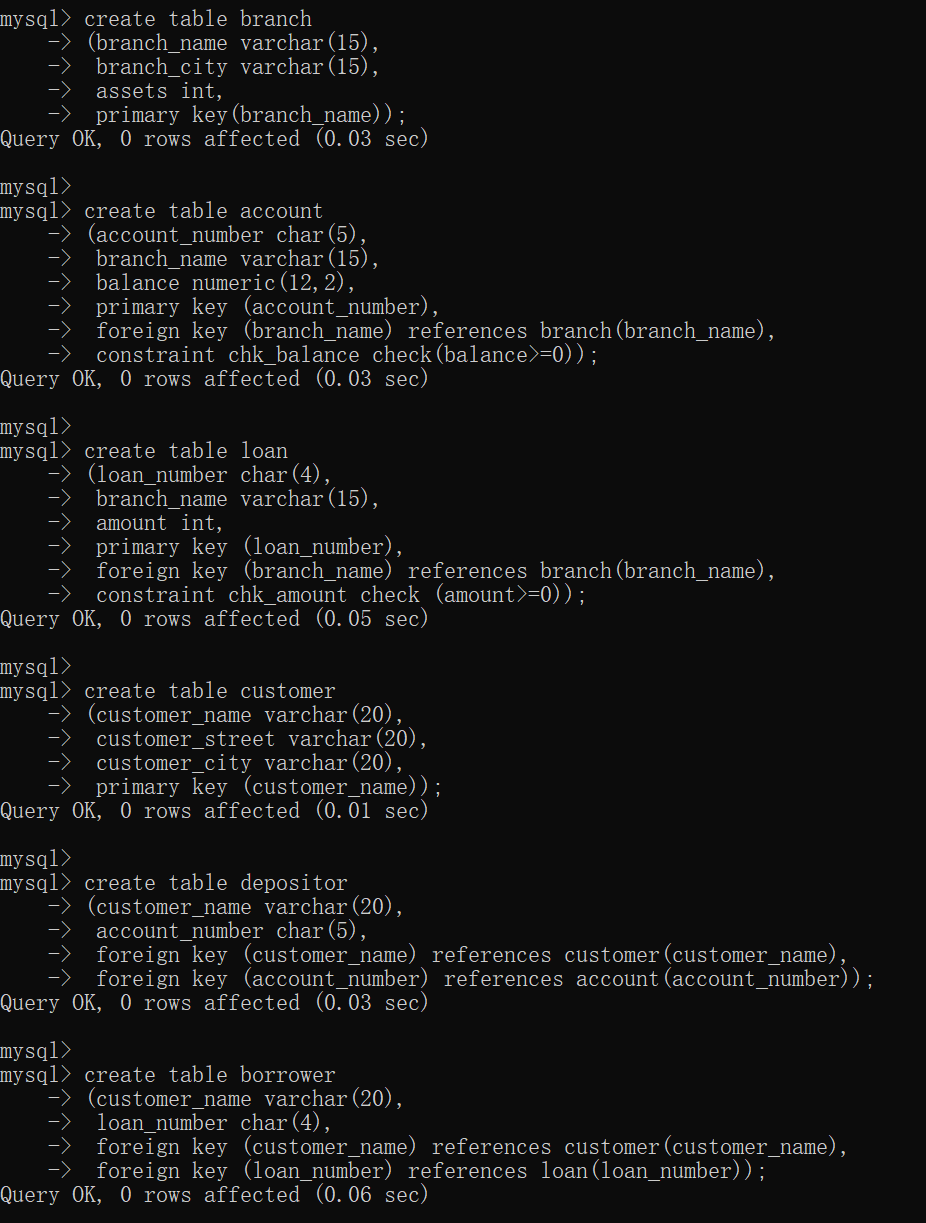 mysql> create table branch
    -> (branch_name varchar(15),
    ->  branch_city varchar(15),
    ->  assets int,
    ->  primary key(branch_name));
Query OK, 0 rows affected (0.03 sec)

mysql>
mysql> create table account
    -> (account_number char(5),
    ->  branch_name varchar(15),
    ->  balance numeric(12,2),
    ->  primary key (account_number),
    ->  foreign key (branch_name) references branch(branch_name),
    ->  constraint chk_balance check(balance>=0));
Query OK, 0 rows affected (0.03 sec)

mysql>
mysql> create table loan
    -> (loan_number char(4),
    ->  branch_name varchar(15),
    ->  amount int,
    ->  primary key (loan_number),
    ->  foreign key (branch_name) references branch(branch_name),
    ->  constraint chk_amount check (amount>=0));
Query OK, 0 rows affected (0.05 sec)

mysql>
mysql> create table customer
    -> (customer_name varchar(20),
    ->  customer_street varchar(20),
    ->  customer_city varchar(20),
    ->  primary key (customer_name));
Query OK, 0 rows affected (0.01 sec)

mysql>
mysql> create table depositor
    -> (customer_name varchar(20),
    ->  account_number char(5),
    ->  foreign key (customer_name) references customer(customer_name),
    ->  foreign key (account_number) references account(account_number));
Query OK, 0 rows affected (0.03 sec)

mysql>
mysql> create table borrower
    -> (customer_name varchar(20),
    ->  loan_number char(4),
    ->  foreign key (customer_name) references customer(customer_name),
    ->  foreign key (loan_number) references loan(loan_number));
Query OK, 0 rows affected (0.06 sec)